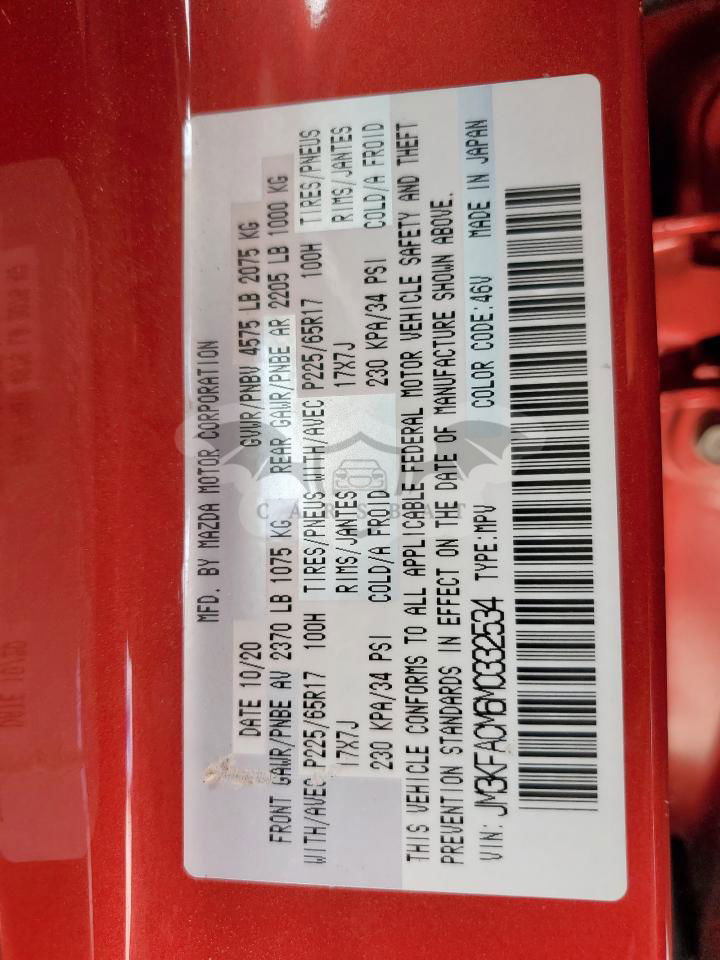 MFD. BY MAZDA MOTOR CORPORATION
DATE 10/20 GVWR/PNBV 4575 LB 2075 KG
FRONT GAWR/PNBE AV 2370 LB 1075 KG REAR GAWR/PNBE AR 2205 LB 1000 KG
WITH/AVEC P225/65R17 100H TIRES/PNEUS WITH/AVEC P225/65R17 100H TIRES/PNEUS
17X7J RIMS/JANTES 17X7J RIMS/JANTES
230 KPA/34 PSI COLD/A FROID 230 KPA/34 PSI COLD/A FROID
THIS VEHICLE CONFORMS TO ALL APPLICABLE FEDERAL MOTOR VEHICLE SAFETY AND THEFT
PREVENTION STANDARDS IN EFFECT ON THE DATE OF MANUFACTURE SHOWN ABOVE.
VIN: JM3KFACM6M0332534 TYPE:MPV COLOR CODE:46V MADE IN JAPAN
CARSBAT